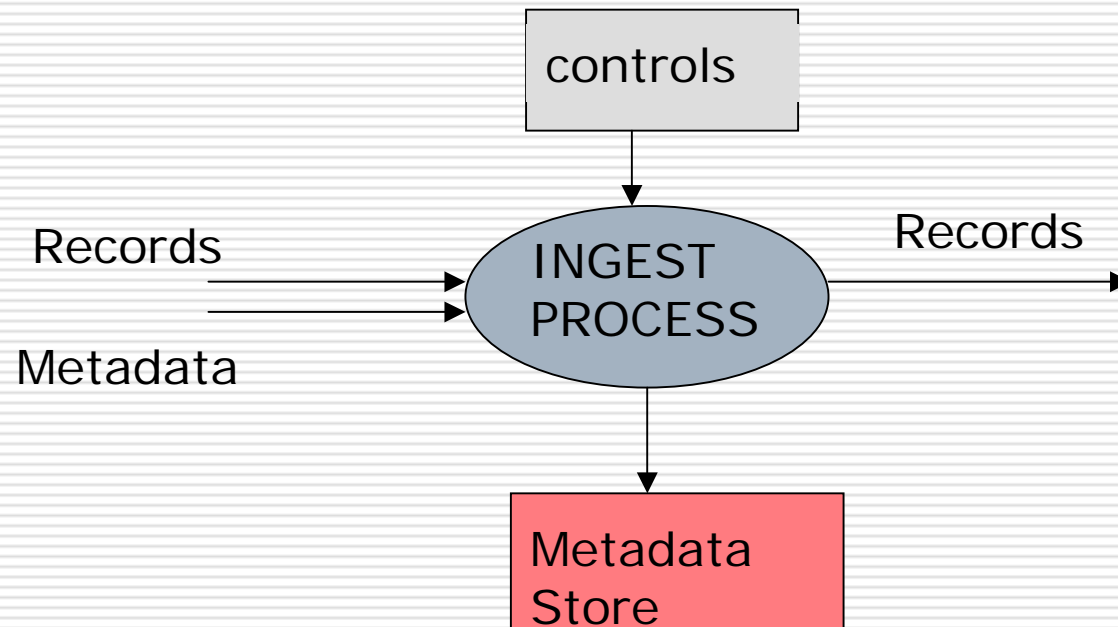 controls
Records
Records
INGEST
PROCESS
Metadata
Metadata
Store